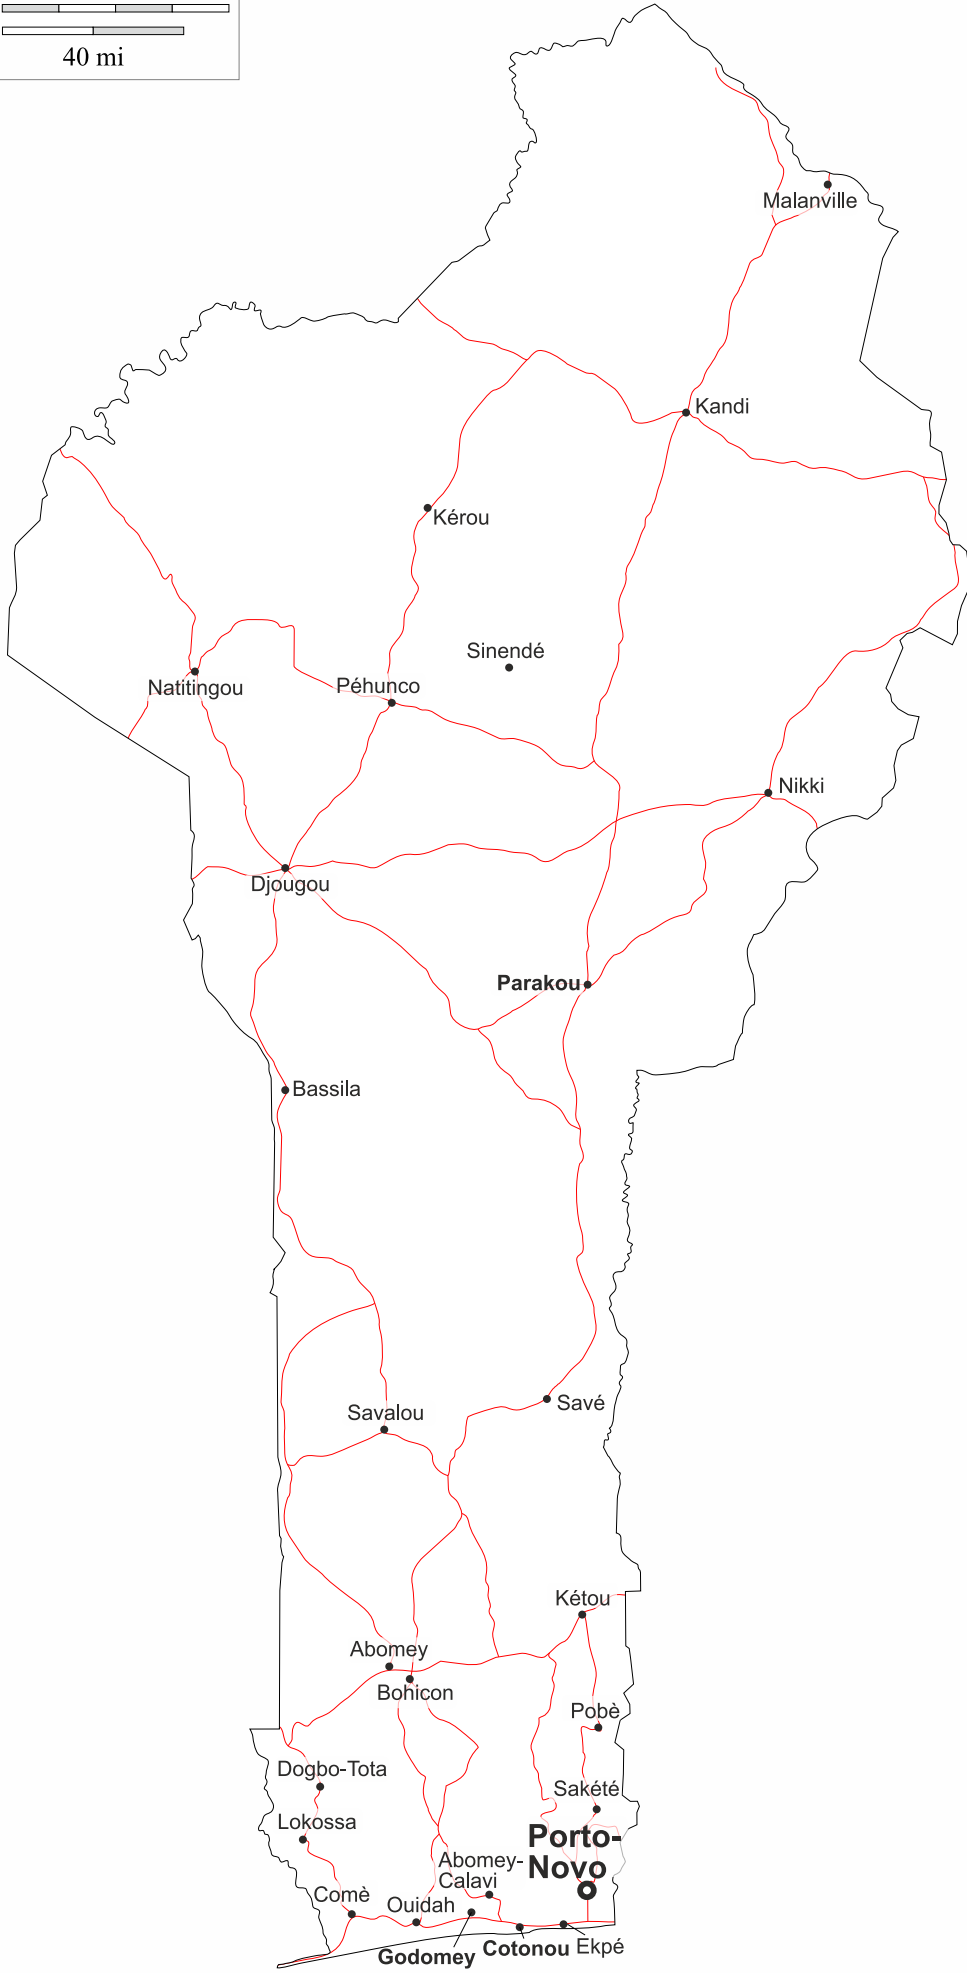 40 mi
Malanville
Kandi
Kérou
Sinendé
Natitingou
Péhunco
Nikki
Djougou
Parakou
Bassila
Savé
Savalou
Kétou
Abomey
Bohicon
Pobè
Dogbo-Tota
Sakété
Lokossa
Porto-
Novo
Abomey-
Calavi
Comè
Ouidah
Godomey
Cotonou
Ekpé